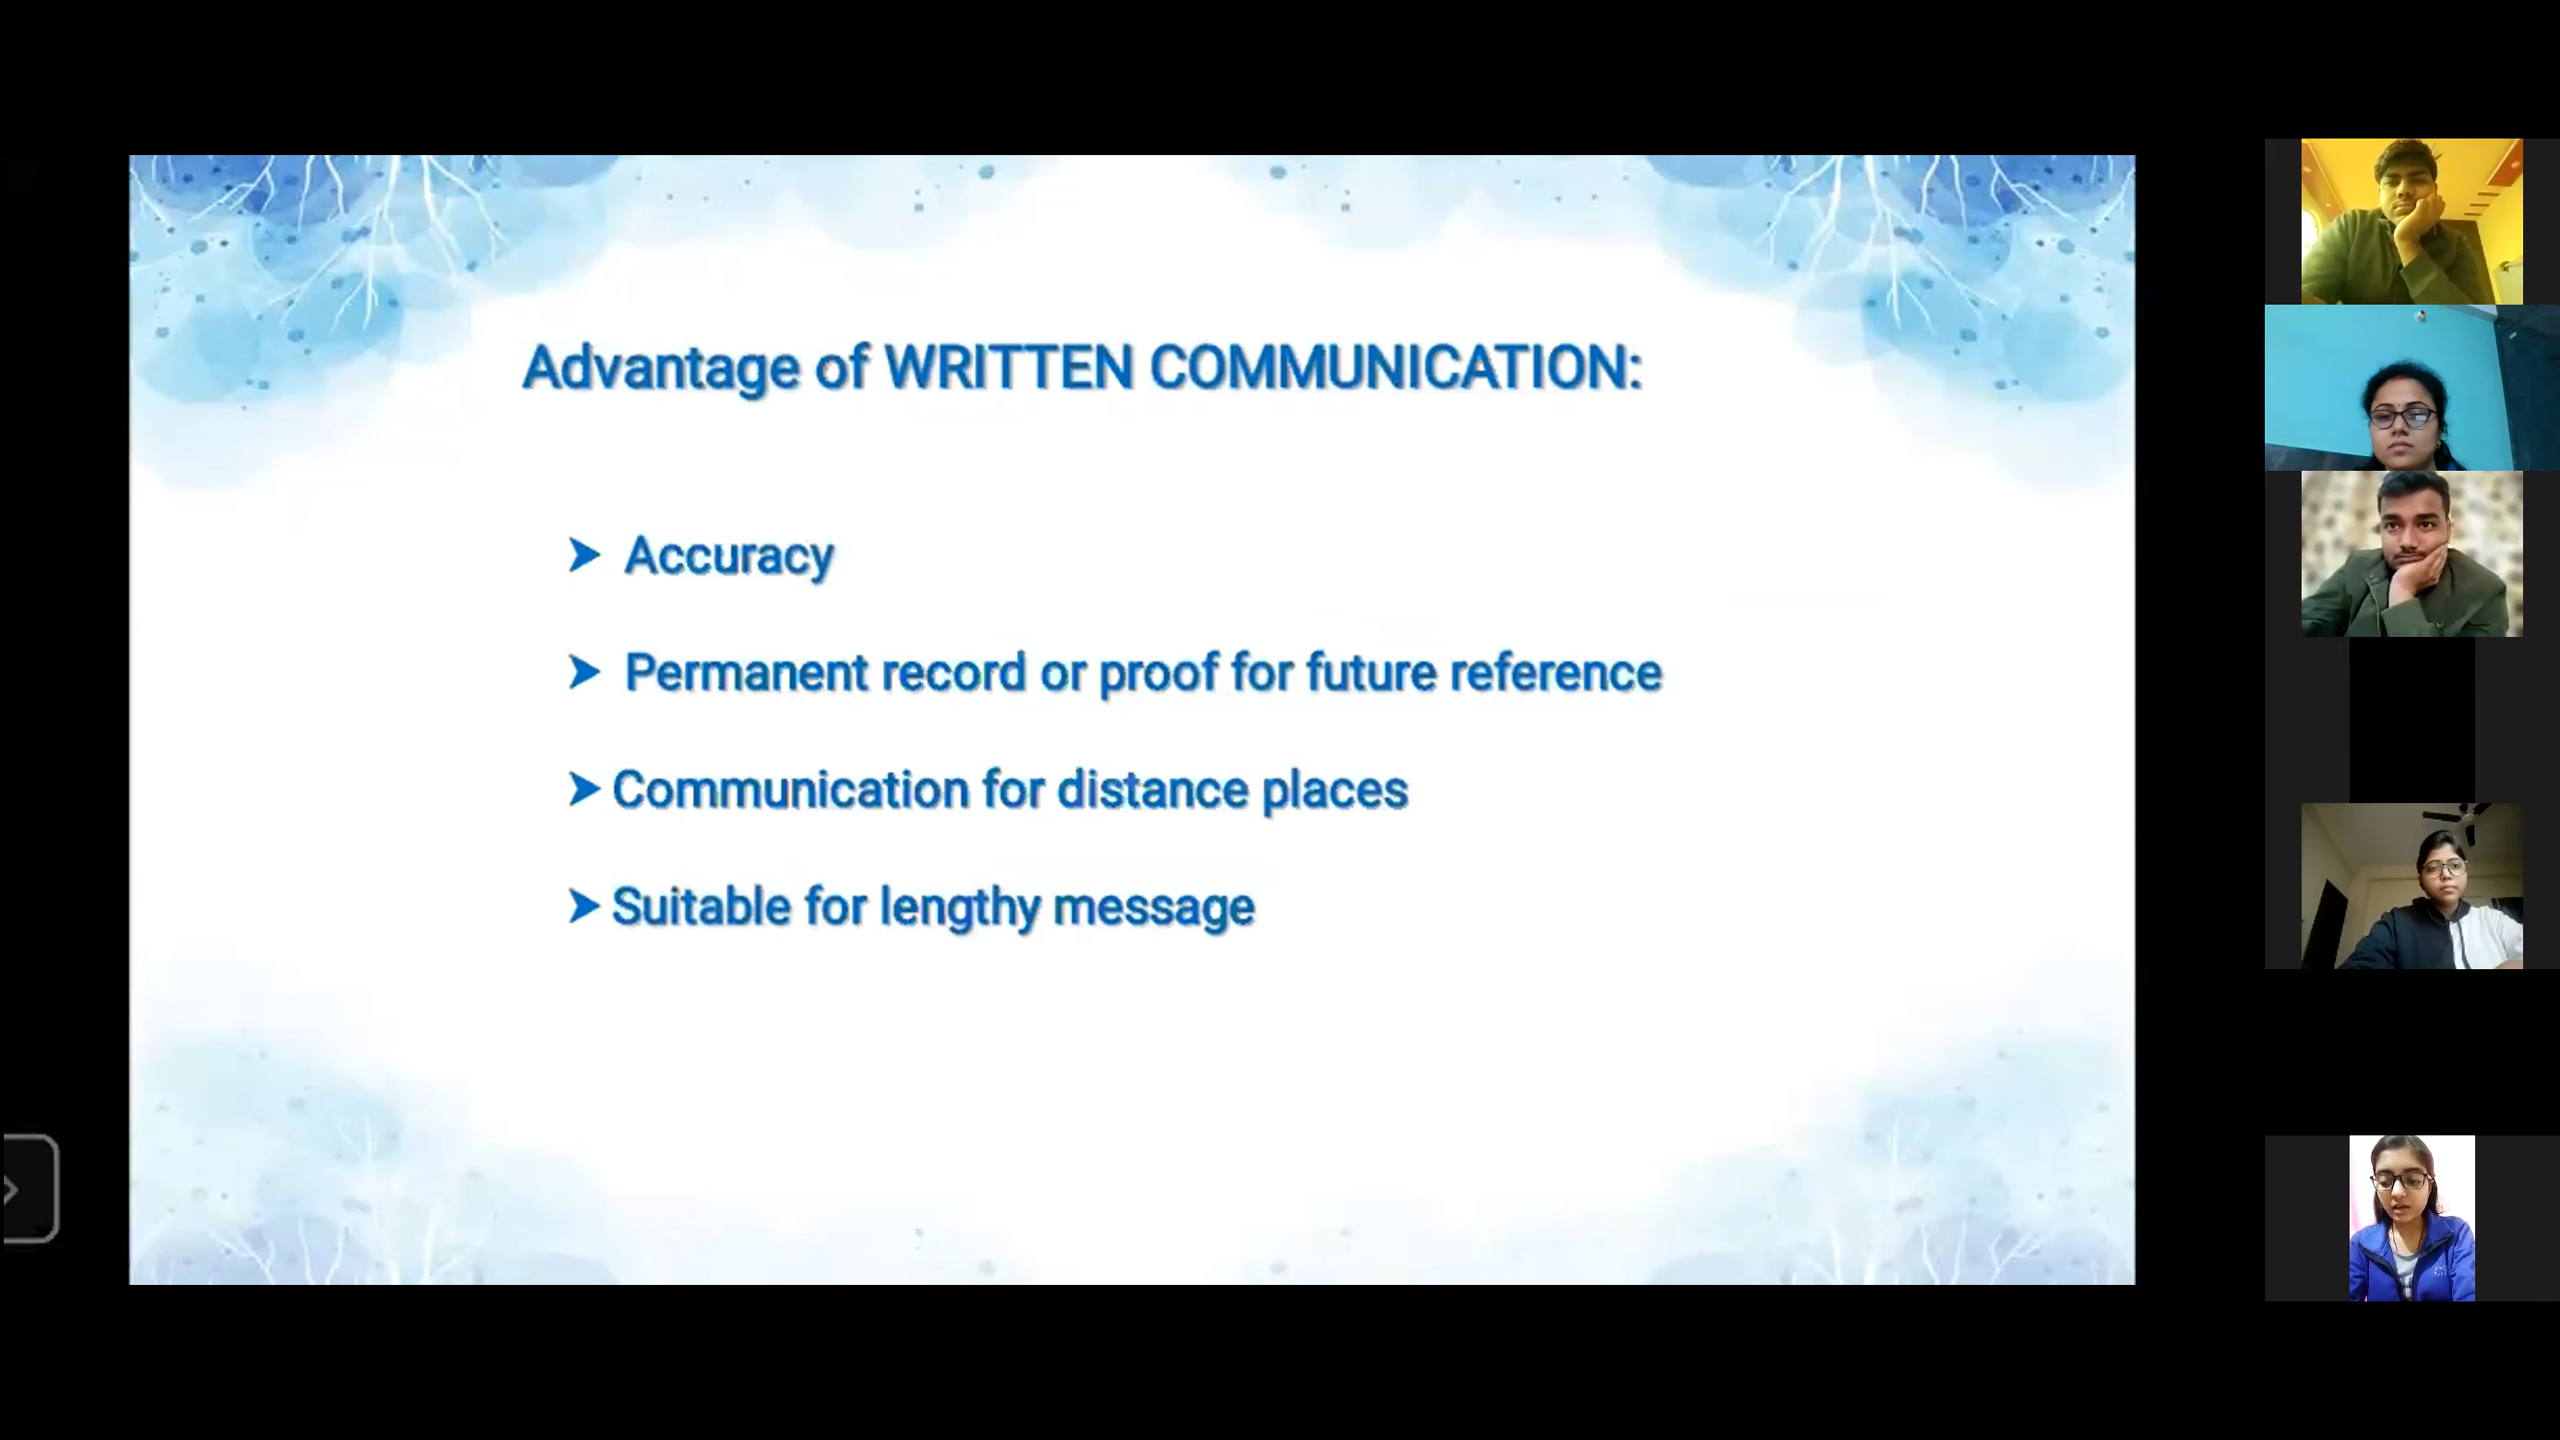 Advantage of WRITTEN COMMUNICATION:
➤ Accuracy
➤ Permanent record or proof for future reference
➤ Communication for distance places
➤ Suitable for lengthy message